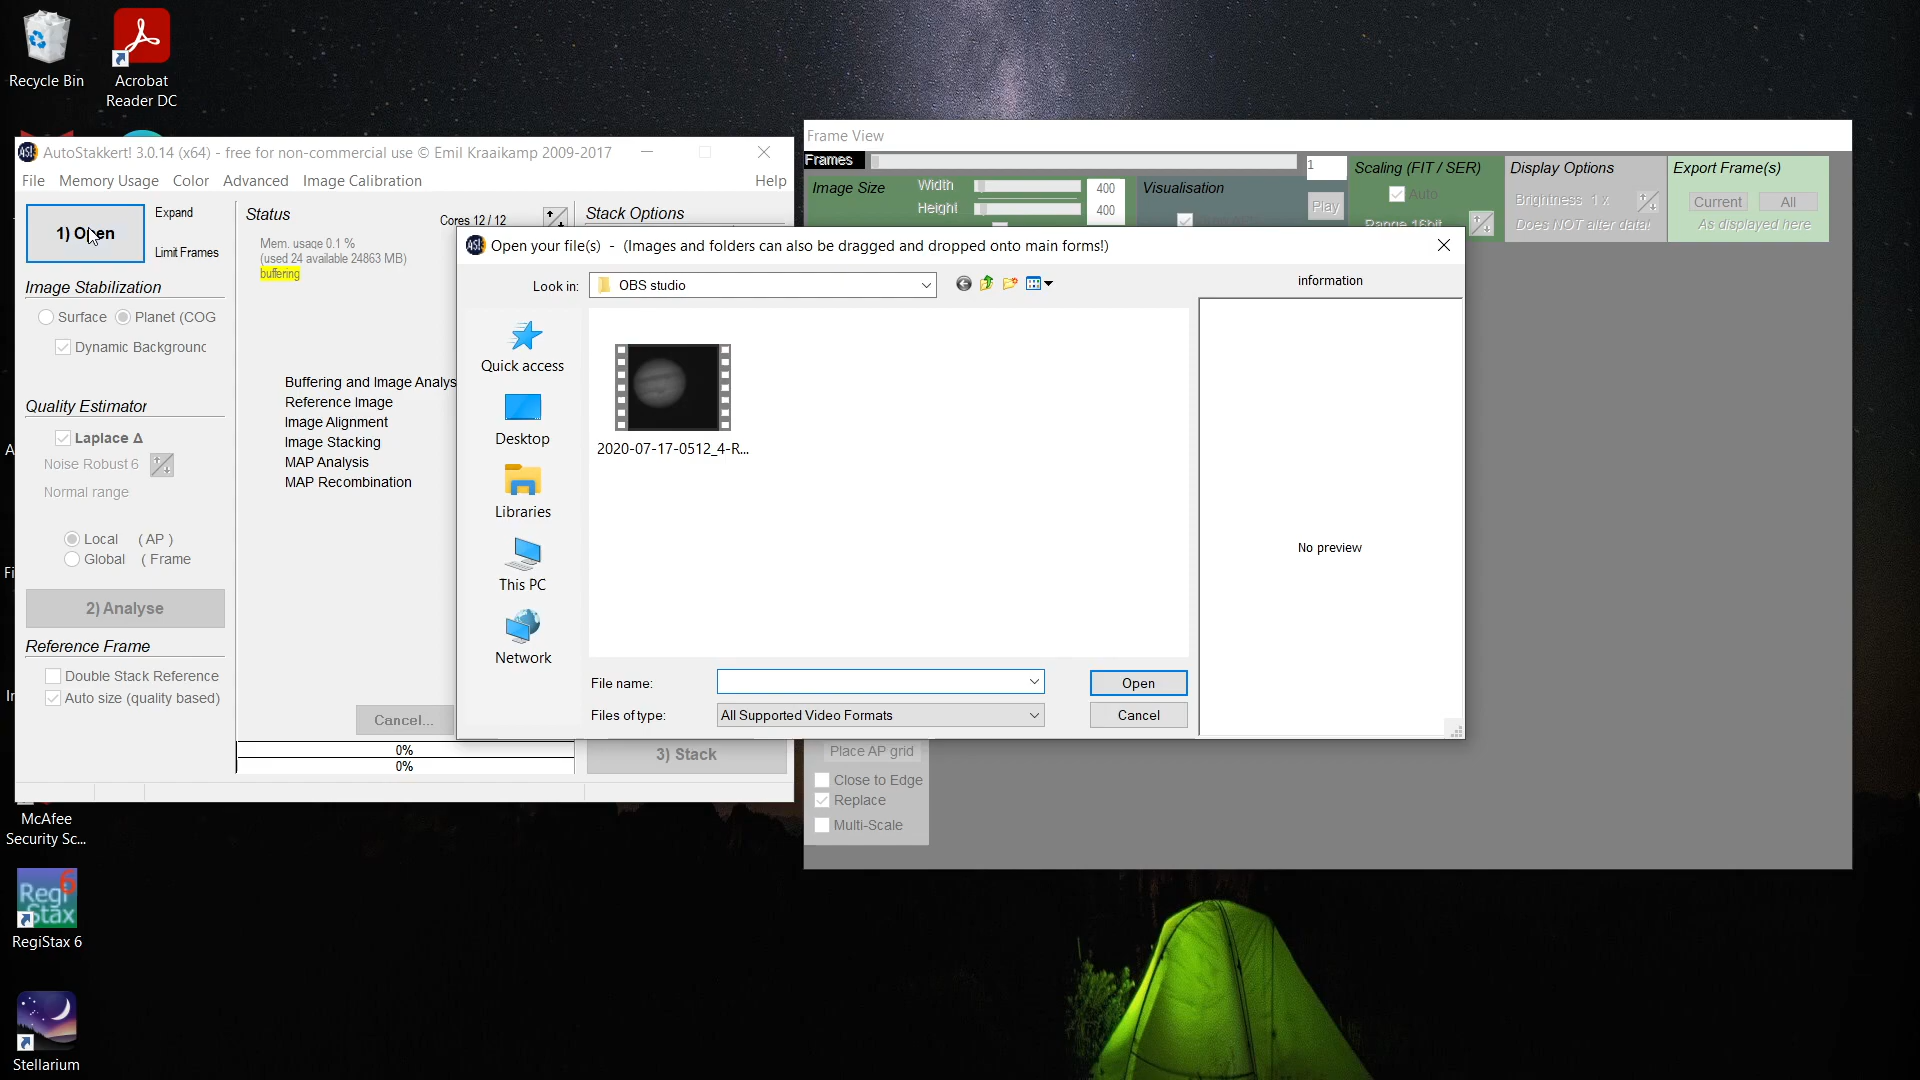 Recycle Bin
Acrobat
Reader DC
AutoStakkert! 3.0.14 (x64) - free for non-commercial use © Emil Kraaikamp 2009-2017
File Memory Usage Color Advanced Image Calibration Help
1) Open
Expand
Limit Frames
Image Stabilization
Surface Planet (COG
Dynamic Background
Quality Estimator
Laplace Δ
Noise Robust 6
Normal range
Local (AP)
Global (Frame
2) Analyse
Reference Frame
Double Stack Reference
Auto size (quality based)
Status
Cores 12 / 12
Mem. usage 0.1 %
(used 24 available 24863 MB)
buffering
Buffering and Image Analys
Reference Image
Image Alignment
Image Stacking
MAP Analysis
MAP Recombination
Cancel...
0%
0%
Stack Options
3) Stack
Frame View
Frames
1
Image Size
Width 400
Height 400
Visualisation
Play
Scaling (FIT / SER)
Auto
Range 16bit
Display Options
Brightness 1 x
Does NOT alter data!
Export Frame(s)
Current All
As displayed here
Open your file(s) - (Images and folders can also be dragged and dropped onto main forms!)
Look in: OBS studio
information
Quick access
Desktop
Libraries
This PC
Network
2020-07-17-0512_4-R...
No preview
File name:
Open
Files of type: All Supported Video Formats
Cancel
Place AP grid
Close to Edge
Replace
Multi-Scale
McAfee
Security Sc...
RegiStax 6
Stellarium